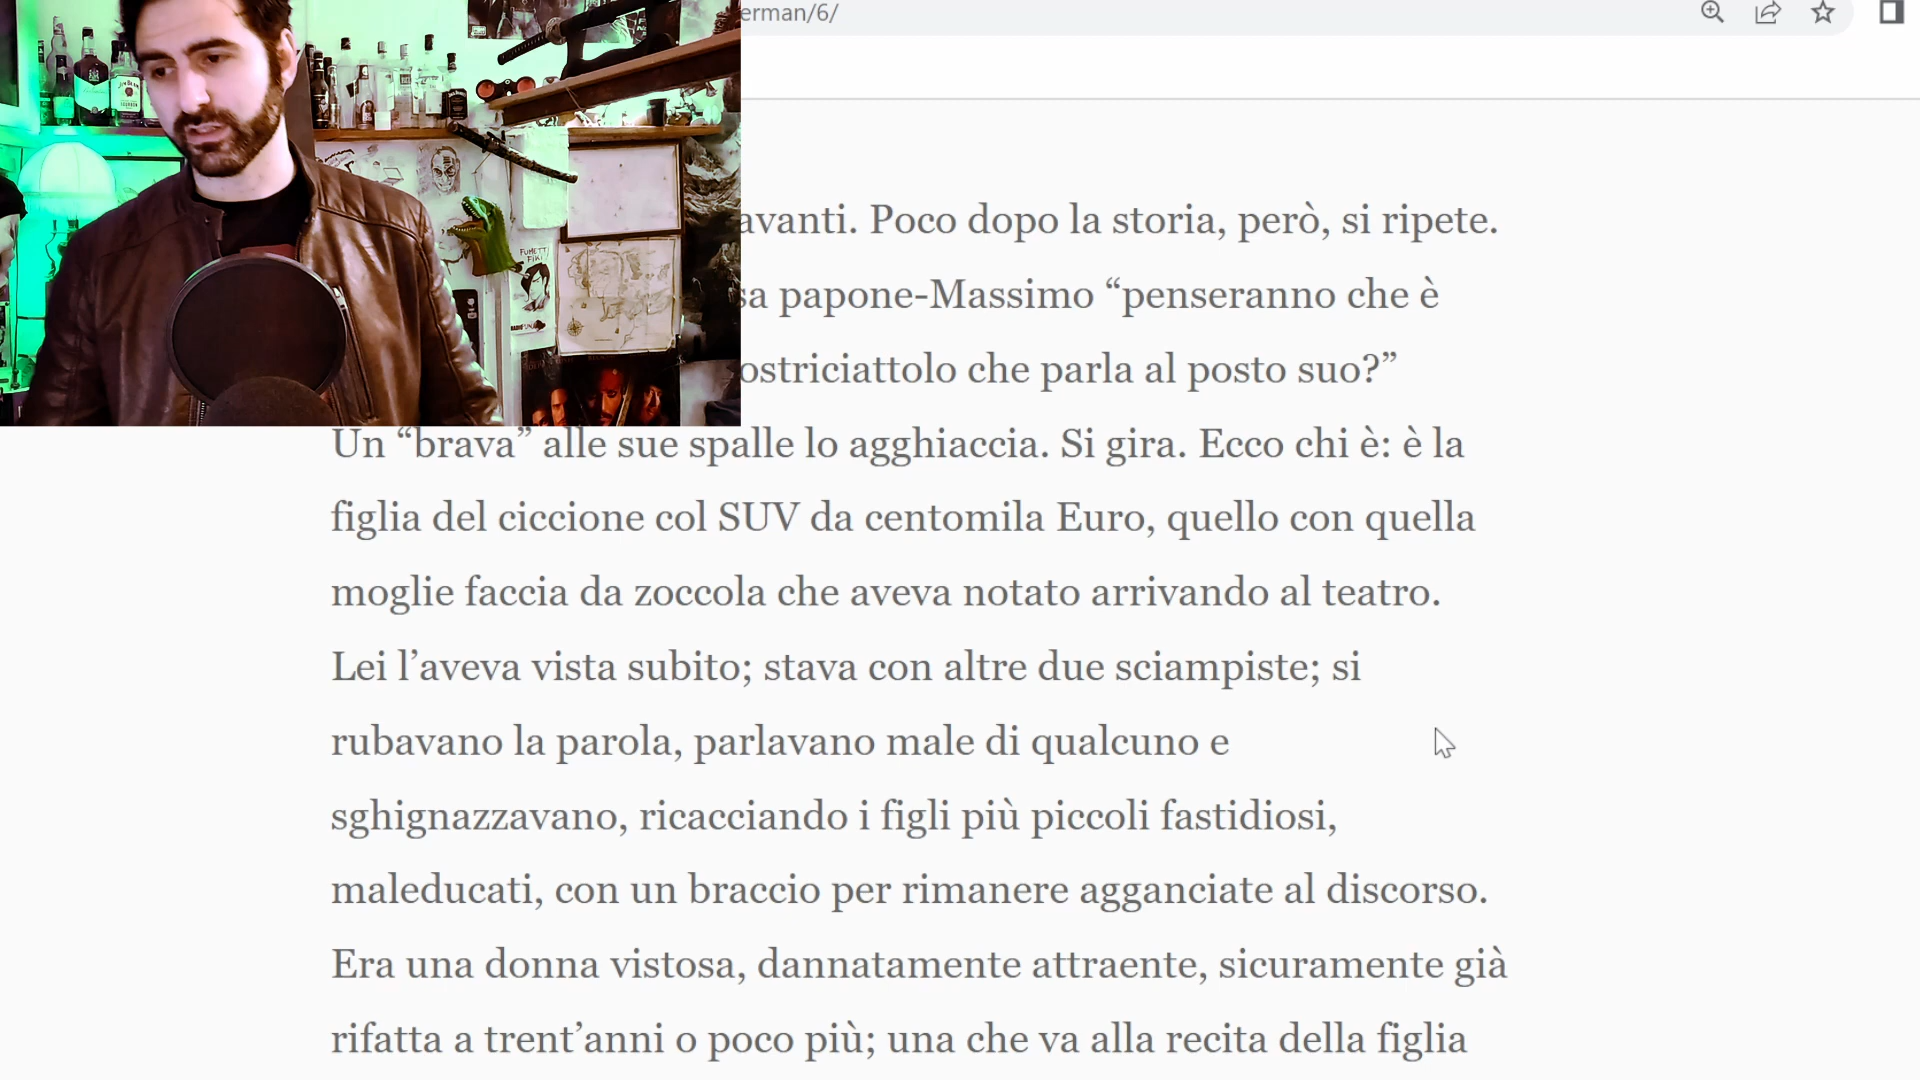 erman/6/
avanti. Poco dopo la storia, però, si ripete.
papone-Massimo “penseranno che è
ostriciattolo che parla al posto suo?”
Un “brava” alle sue spalle lo agghiaccia. Si gira. Ecco chi è: è la
figlia del ciccione col SUV da centomila Euro, quello con quella
moglie faccia da zoccola che aveva notato arrivando al teatro.
Lei l’aveva vista subito; stava con altre due sciampiste; si
rubavano la parola, parlavano male di qualcuno e
sghignazzavano, ricacciando i figli più piccoli fastidiosi,
maleducati, con un braccio per rimanere agganciate al discorso.
Era una donna vistosa, dannatamente attraente, sicuramente già
rifatta a trent’anni o poco più; una che va alla recita della figlia
FUMETTI
FIKI